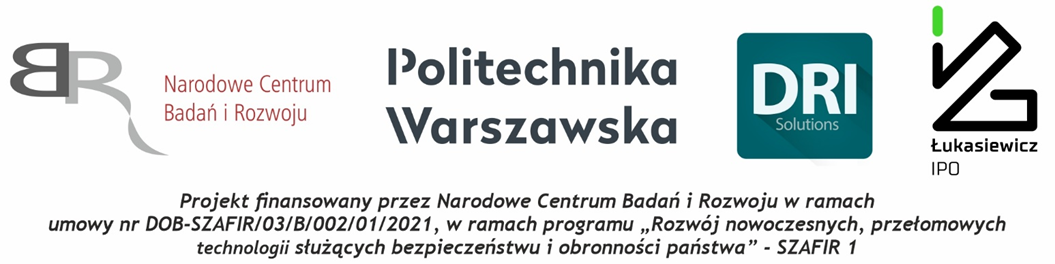 BR
Narodowe Centrum
Badań i Rozwoju
Politechnika
Warszawska
DRI
Solutions
Łukasiewicz
IPO
Projekt finansowany przez Narodowe Centrum Badań i Rozwoju w ramach
umowy nr DOB-SZAFIR/03/B/002/01/2021, w ramach programu „Rozwój nowoczesnych, przełomowych
technologii służących bezpieczeństwu i obronności państwa” - SZAFIR 1